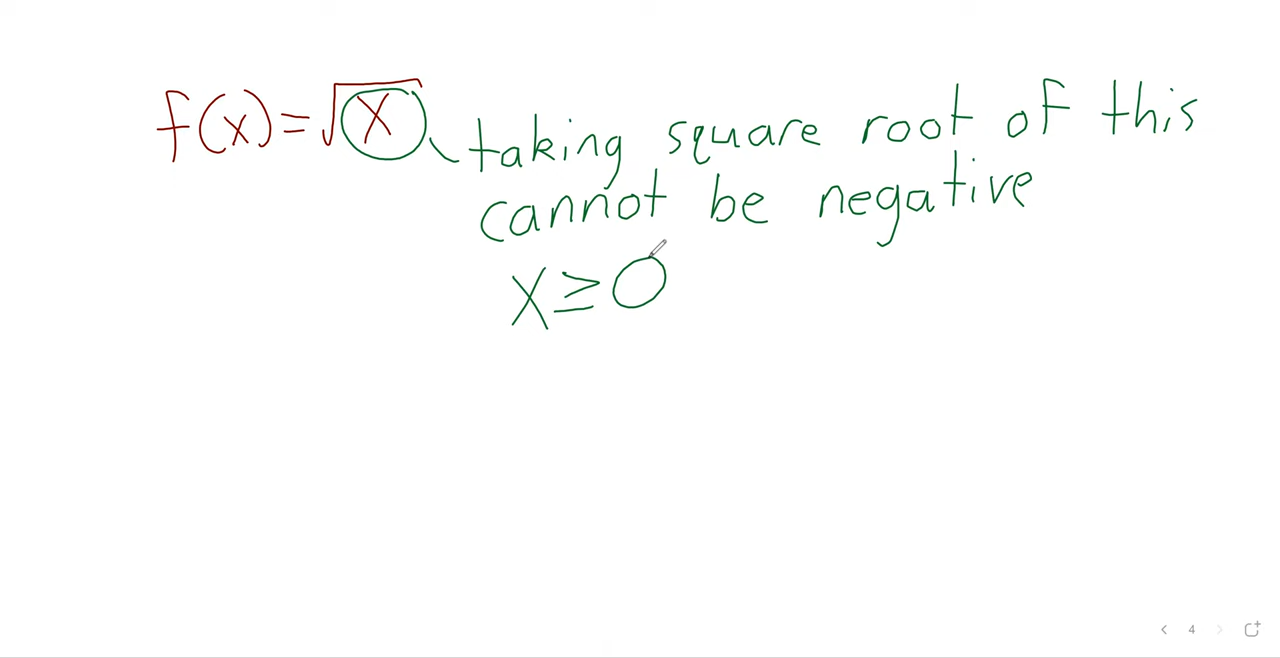 f(x)=√x taking square root of this
cannot be negative
x≥0
4